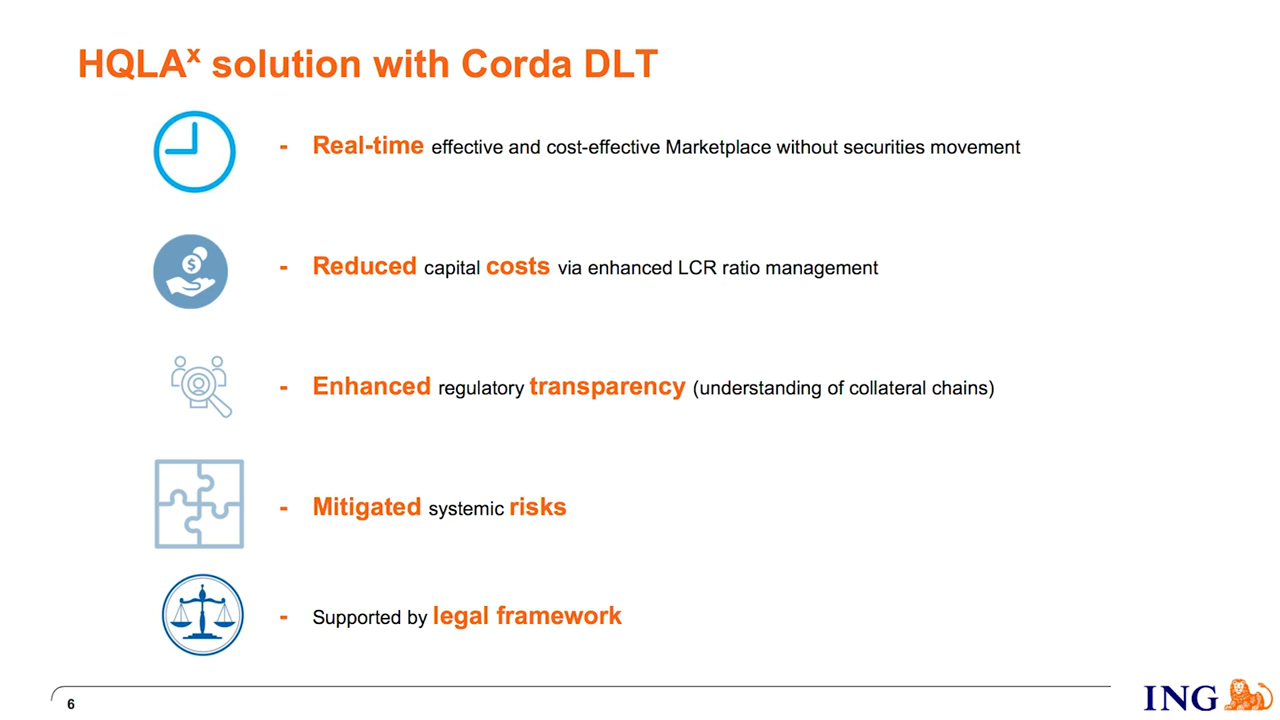 HQLAˣ solution with Corda DLT
- Real-time effective and cost-effective Marketplace without securities movement
$
- Reduced capital costs via enhanced LCR ratio management
- Enhanced regulatory transparency (understanding of collateral chains)
- Mitigated systemic risks
- Supported by legal framework
6
ING